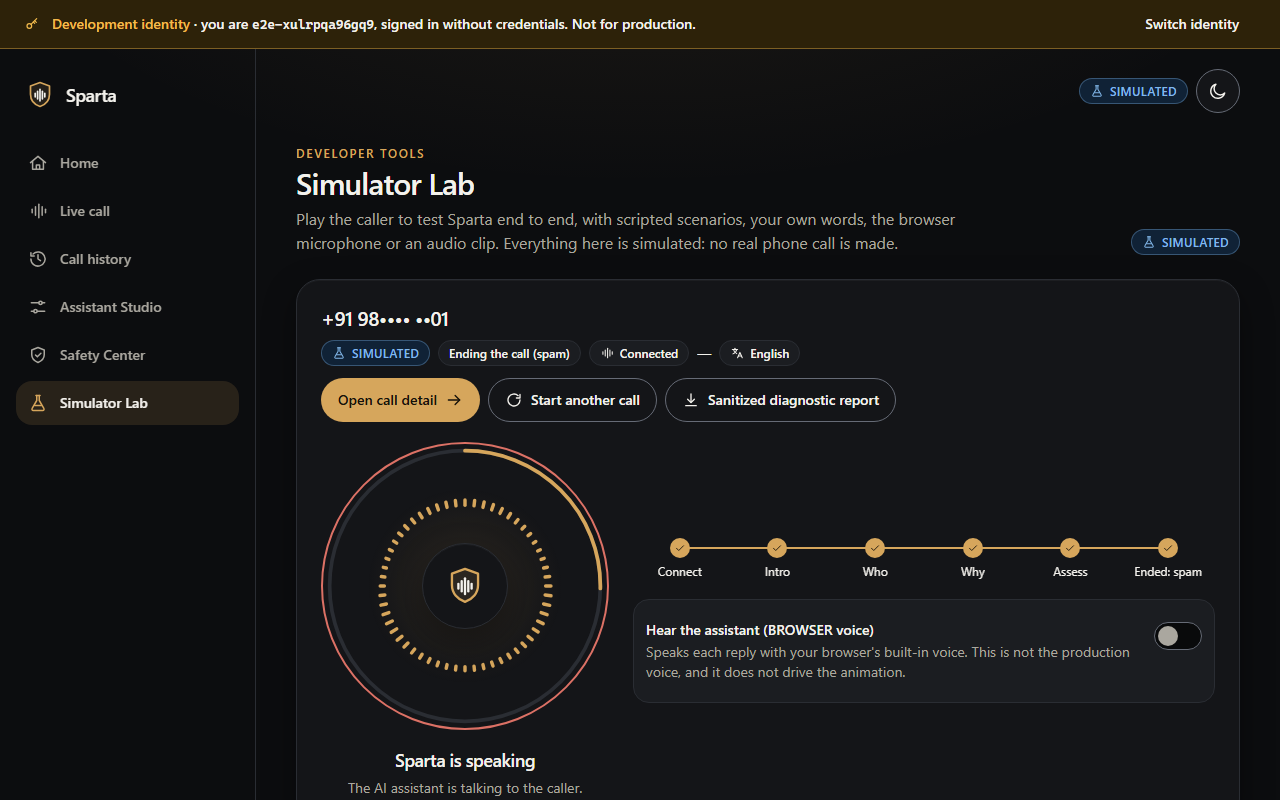 Development identity · you are e2e-xulrpqa96gq9, signed in without credentials. Not for production.
Switch identity
Sparta
SIMULATED
Home
Live call
Call history
Assistant Studio
Safety Center
Simulator Lab
DEVELOPER TOOLS
Simulator Lab
Play the caller to test Sparta end to end, with scripted scenarios, your own words, the browser
microphone or an audio clip. Everything here is simulated: no real phone call is made.
SIMULATED
+91 98•••• ••01
SIMULATED
Ending the call (spam)
Connected
—
English
Open call detail
Start another call
Sanitized diagnostic report
Connect
Intro
Who
Why
Assess
Ended: spam
Hear the assistant (BROWSER voice)
Speaks each reply with your browser's built-in voice. This is not the production
voice, and it does not drive the animation.
Sparta is speaking
The AI assistant is talking to the caller.